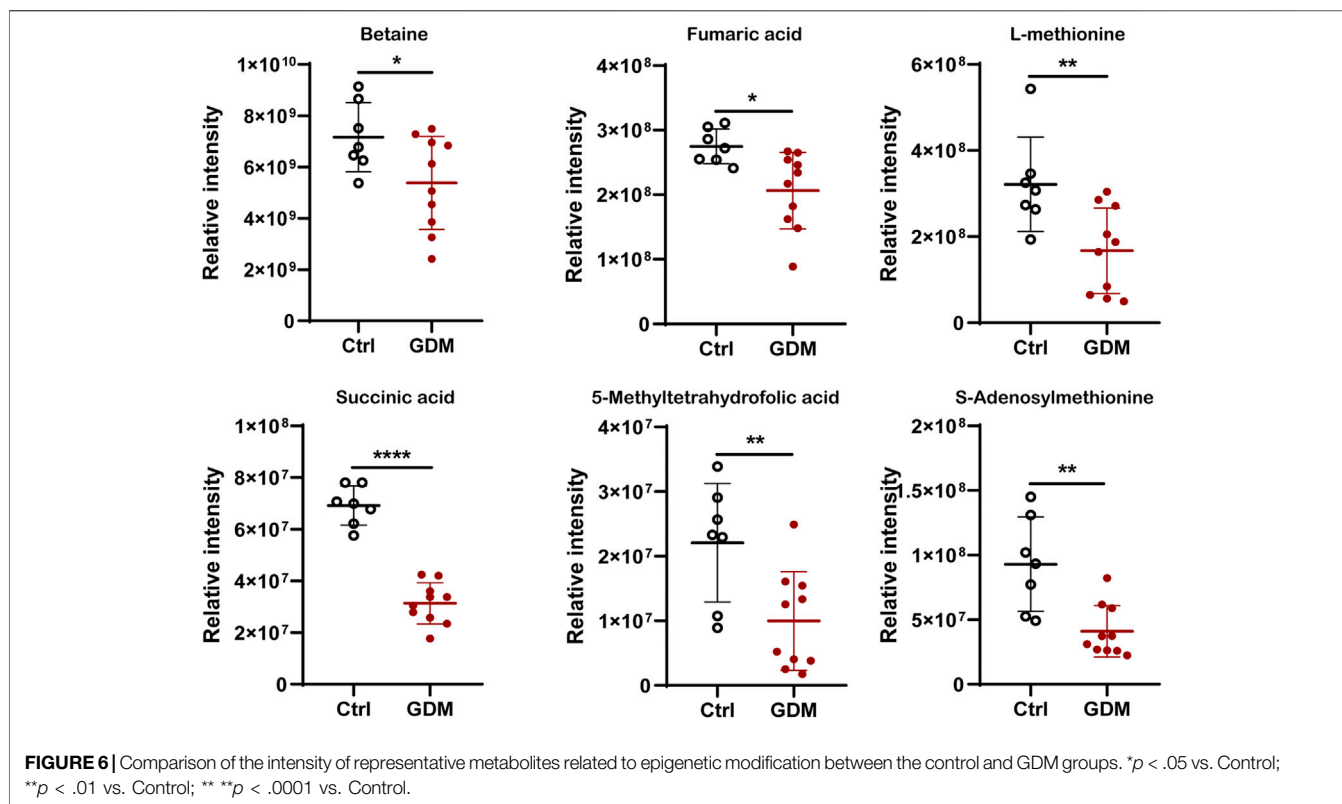 Betaine
Relative intensity
1×10¹⁰
8×10⁹
6×10⁹
4×10⁹
2×10⁹
0
*
Ctrl GDM
Fumaric acid
Relative intensity
4×10⁸
3×10⁸
2×10⁸
1×10⁸
0
*
Ctrl GDM
L-methionine
Relative intensity
6×10⁸
4×10⁸
2×10⁸
0
**
Ctrl GDM
Succinic acid
Relative intensity
1×10⁸
8×10⁷
6×10⁷
4×10⁷
2×10⁷
0
****
Ctrl GDM
5-Methyltetrahydrofolic acid
Relative intensity
4×10⁷
3×10⁷
2×10⁷
1×10⁷
0
**
Ctrl GDM
S-Adenosylmethionine
Relative intensity
2×10⁸
1.5×10⁸
1×10⁸
5×10⁷
0
**
Ctrl GDM
FIGURE 6 | Comparison of the intensity of representative metabolites related to epigenetic modification between the control and GDM groups. *p < .05 vs. Control;
**p < .01 vs. Control; ** **p < .0001 vs. Control.